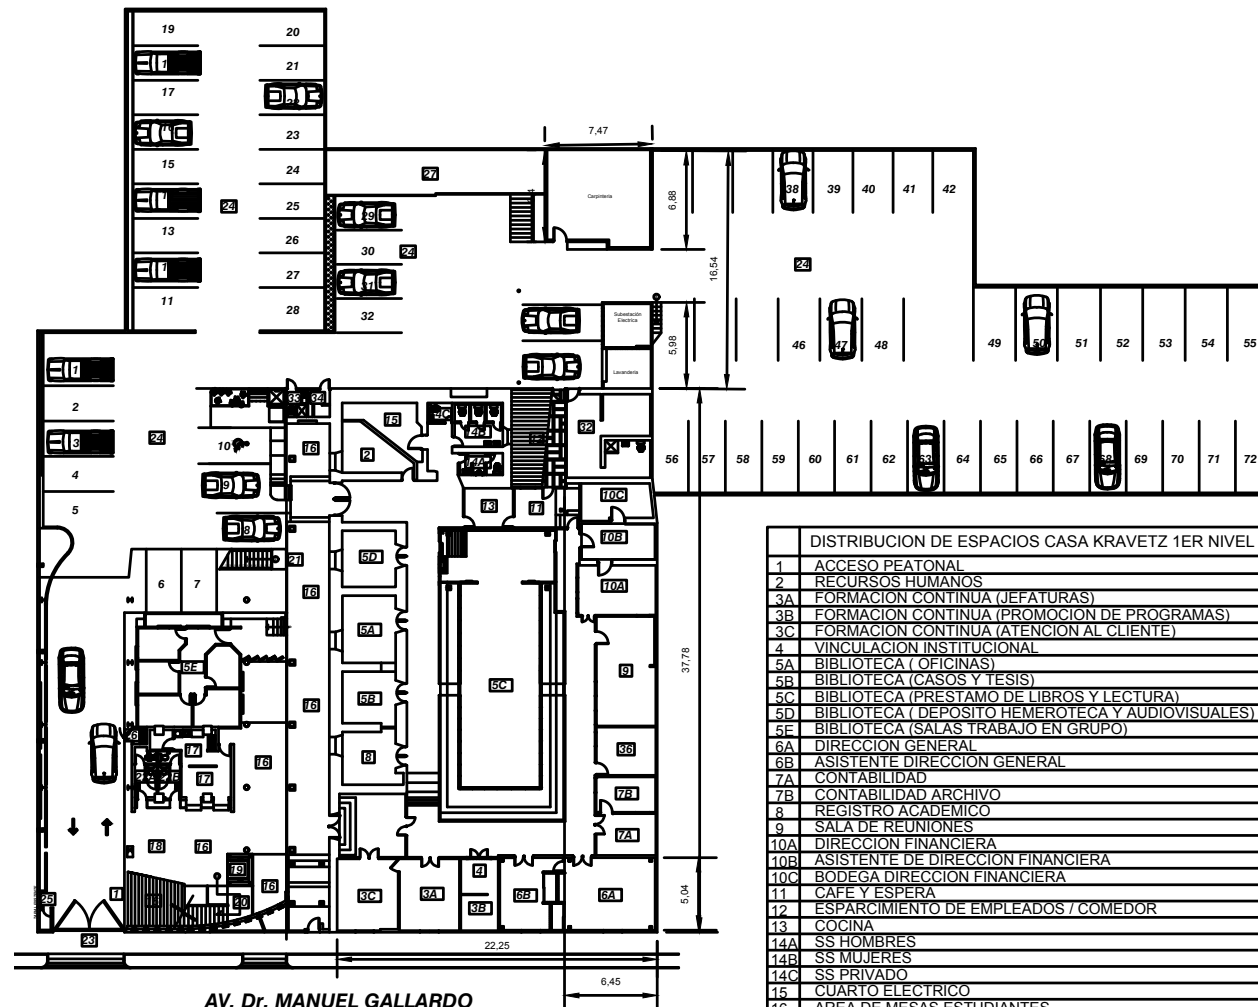 19 20
21
17
23
15 24
24 25
13 26
27
11 28
7,47
27
Carpinteria
6,88
29
30 24
31
32
16,54
38 39 40 41 42
24
Subestación
Electrica
5,98
Lavanderia
46 47 48 49 50 51 52 53 54 55
1
2
3 24
4
5
10
9
8
33 34
16 15 2 14B 14A 32
13 11 10C
10B
10A
56 57 58 59 60 61 62 63 64 65 66 67 68 69 70 71 72
6 7 21 16 5D
5A
5E 16 5B 5C 9
37,78
17 16 8 36
17 7B
7A
18 16
19 16
20
25 1
3C 3A 4 6B 6A
3B
5,04
23
22,25
6,45
AV. Dr. MANUEL GALLARDO
DISTRIBUCION DE ESPACIOS CASA KRAVETZ 1ER NIVEL
1 ACCESO PEATONAL
2 RECURSOS HUMANOS
3A FORMACION CONTINUA (JEFATURAS)
3B FORMACION CONTINUA (PROMOCION DE PROGRAMAS)
3C FORMACION CONTINUA (ATENCION AL CLIENTE)
4 VINCULACION INSTITUCIONAL
5A BIBLIOTECA ( OFICINAS)
5B BIBLIOTECA (CASOS Y TESIS)
5C BIBLIOTECA (PRESTAMO DE LIBROS Y LECTURA)
5D BIBLIOTECA ( DEPOSITO HEMEROTECA Y AUDIOVISUALES)
5E BIBLIOTECA (SALAS TRABAJO EN GRUPO)
6A DIRECCION GENERAL
6B ASISTENTE DIRECCION GENERAL
7A CONTABILIDAD
7B CONTABILIDAD ARCHIVO
8 REGISTRO ACADEMICO
9 SALA DE REUNIONES
10A DIRECCION FINANCIERA
10B ASISTENTE DE DIRECCION FINANCIERA
10C BODEGA DIRECCION FINANCIERA
11 CAFE Y ESPERA
12 ESPARCIMIENTO DE EMPLEADOS / COMEDOR
13 COCINA
14A SS HOMBRES
14B SS MUJERES
14C SS PRIVADO
15 CUARTO ELECTRICO
16 AREA DE MESAS ESTUDIANTES